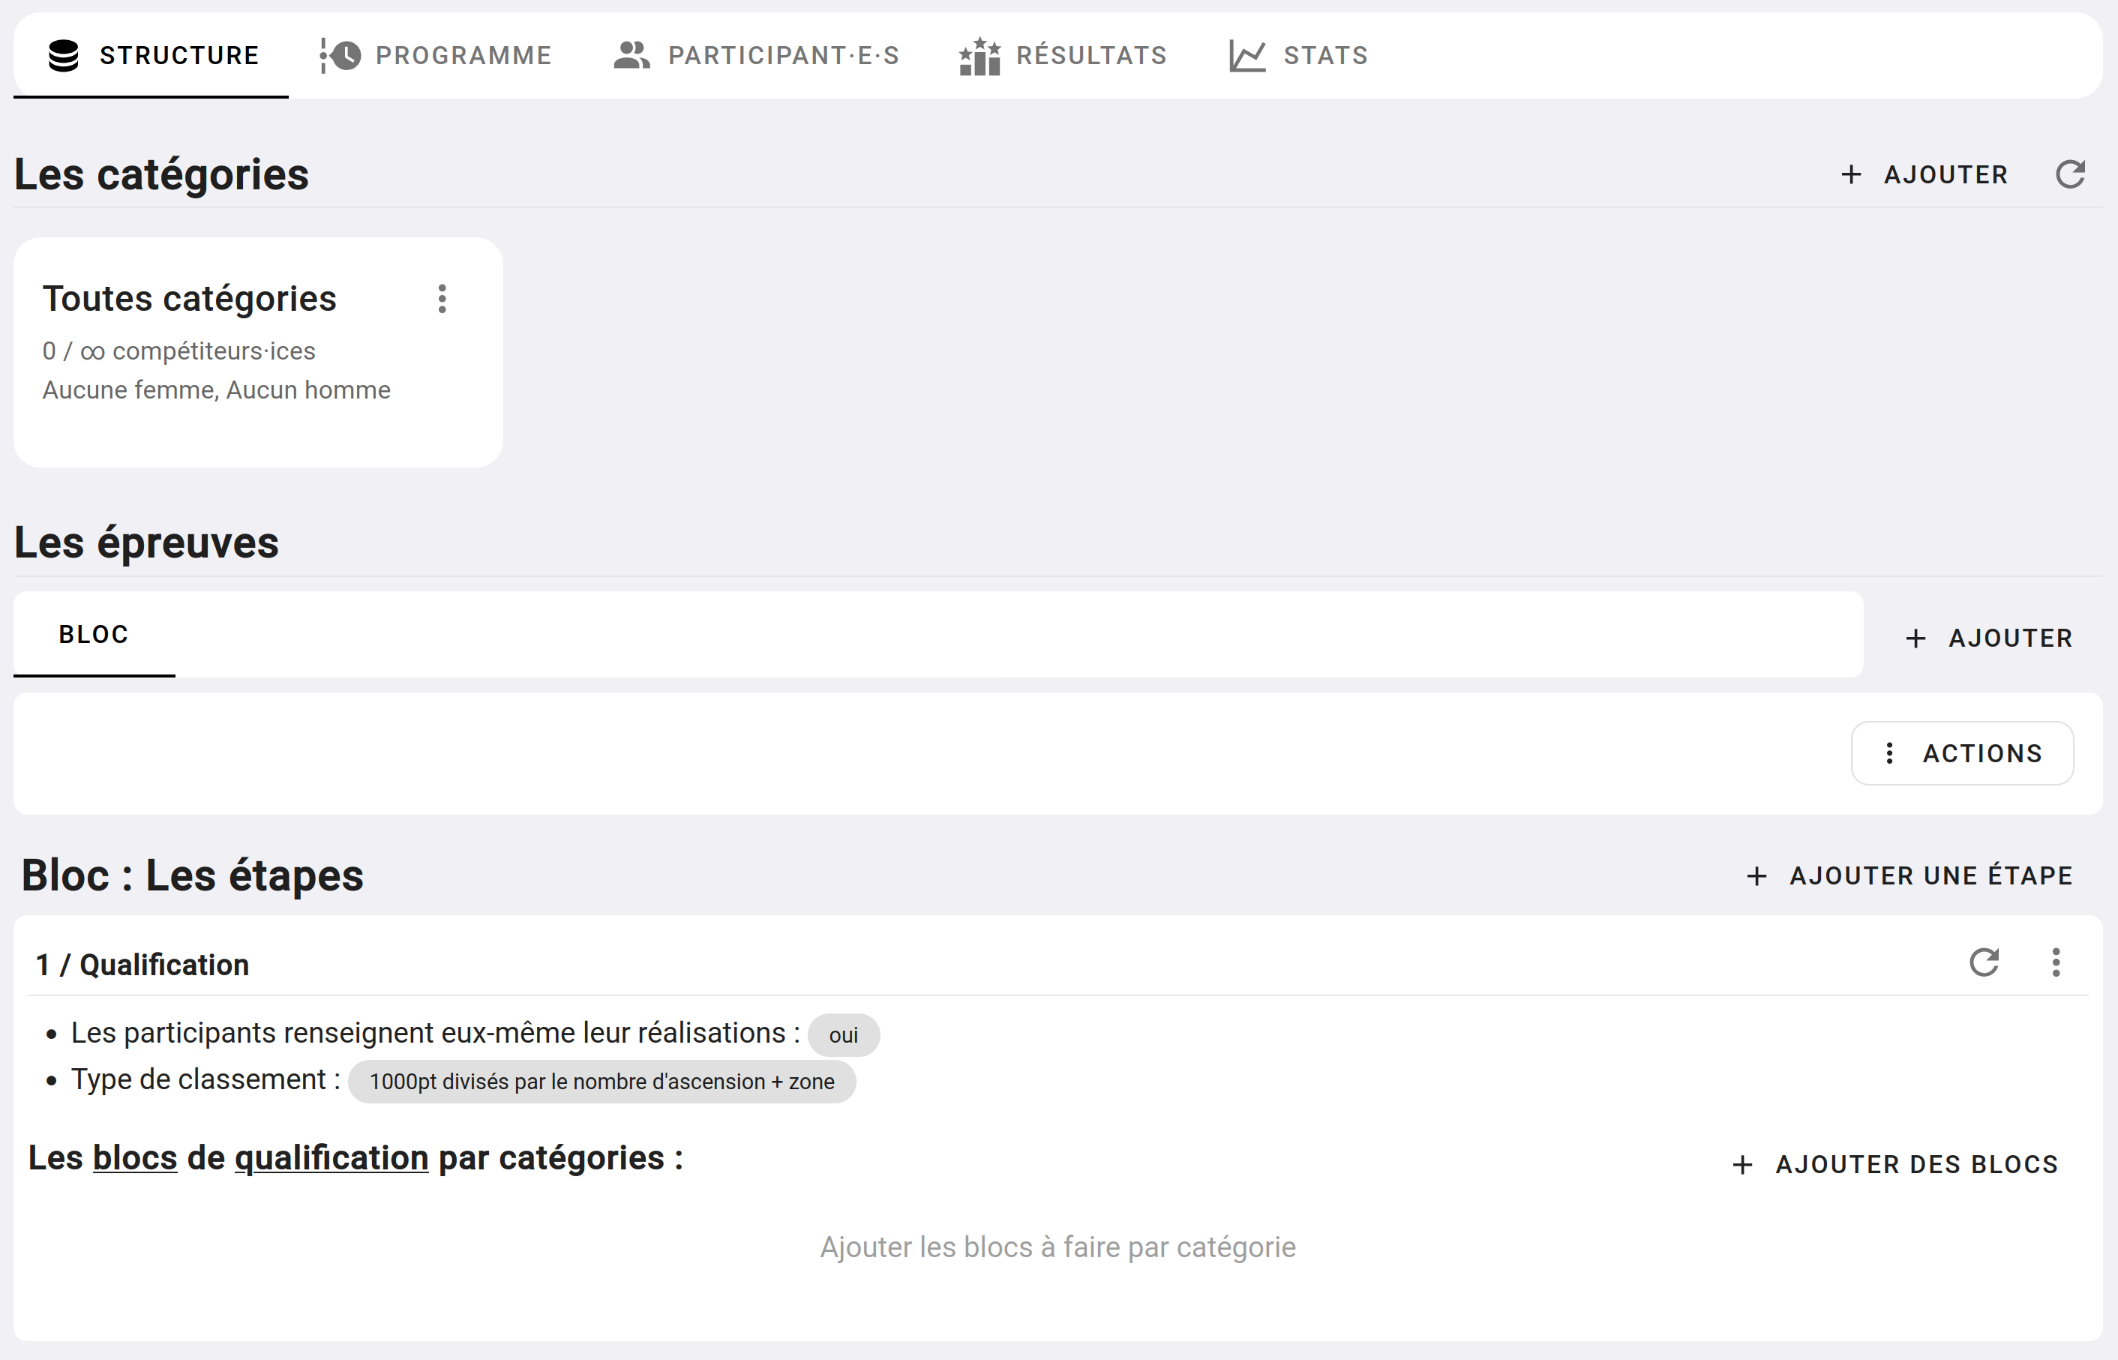 STRUCTURE PROGRAMME PARTICIPANT·E·S RÉSULTATS STATS
Les catégories
+ AJOUTER
Toutes catégories
0 / ∞ compétiteurs·ices
Aucune femme, Aucun homme
Les épreuves
BLOC
+ AJOUTER
ACTIONS
Bloc : Les étapes
+ AJOUTER UNE ÉTAPE
1 / Qualification
• Les participants renseignent eux-même leur réalisations : oui
• Type de classement : 1000pt divisés par le nombre d'ascension + zone
Les blocs de qualification par catégories :
+ AJOUTER DES BLOCS
Ajouter les blocs à faire par catégorie